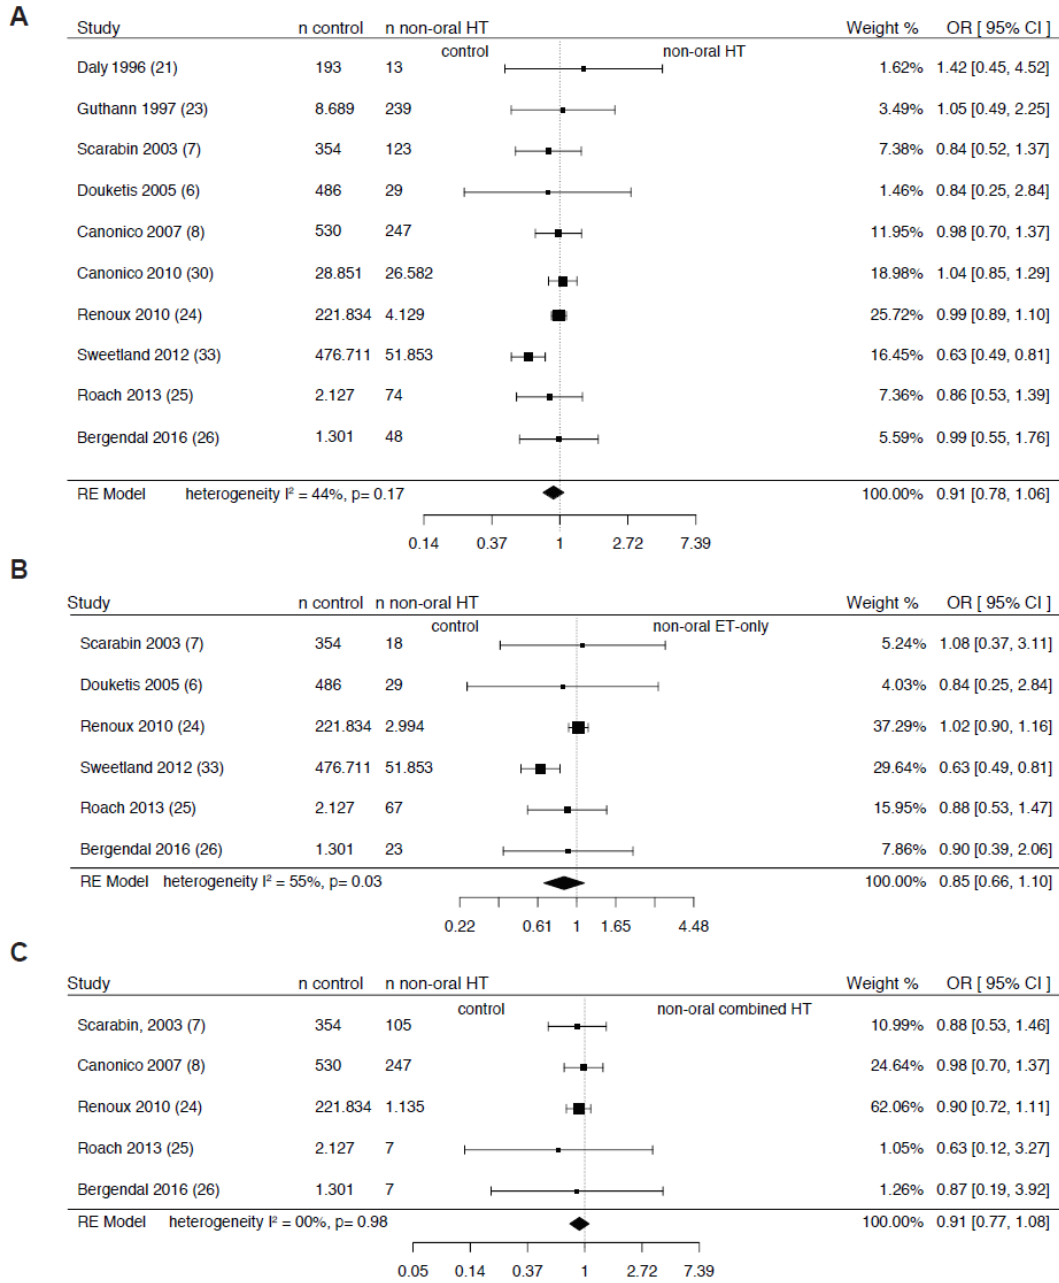 A
Study n control n non-oral HT Weight % OR [ 95% CI ]
control non-oral HT
Daly 1996 (21) 193 13 1.62% 1.42 [0.45, 4.52]
Guthann 1997 (23) 8.689 239 3.49% 1.05 [0.49, 2.25]
Scarabin 2003 (7) 354 123 7.38% 0.84 [0.52, 1.37]
Douketis 2005 (6) 486 29 1.46% 0.84 [0.25, 2.84]
Canonico 2007 (8) 530 247 11.95% 0.98 [0.70, 1.37]
Canonico 2010 (30) 28.851 26.582 18.98% 1.04 [0.85, 1.29]
Renoux 2010 (24) 221.834 4.129 25.72% 0.99 [0.89, 1.10]
Sweetland 2012 (33) 476.711 51.853 16.45% 0.63 [0.49, 0.81]
Roach 2013 (25) 2.127 74 7.36% 0.86 [0.53, 1.39]
Bergendal 2016 (26) 1.301 48 5.59% 0.99 [0.55, 1.76]
RE Model heterogeneity I² = 44%, p= 0.17 100.00% 0.91 [0.78, 1.06]
0.14 0.37 1 2.72 7.39
B
Study n control n non-oral HT Weight % OR [ 95% CI ]
control non-oral ET-only
Scarabin 2003 (7) 354 18 5.24% 1.08 [0.37, 3.11]
Douketis 2005 (6) 486 29 4.03% 0.84 [0.25, 2.84]
Renoux 2010 (24) 221.834 2.994 37.29% 1.02 [0.90, 1.16]
Sweetland 2012 (33) 476.711 51.853 29.64% 0.63 [0.49, 0.81]
Roach 2013 (25) 2.127 67 15.95% 0.88 [0.53, 1.47]
Bergendal 2016 (26) 1.301 23 7.86% 0.90 [0.39, 2.06]
RE Model heterogeneity I² = 55%, p= 0.03 100.00% 0.85 [0.66, 1.10]
0.22 0.61 1 1.65 4.48
C
Study n control n non-oral HT Weight % OR [ 95% CI ]
control non-oral combined HT
Scarabin, 2003 (7) 354 105 10.99% 0.88 [0.53, 1.46]
Canonico 2007 (8) 530 247 24.64% 0.98 [0.70, 1.37]
Renoux 2010 (24) 221.834 1.135 62.06% 0.90 [0.72, 1.11]
Roach 2013 (25) 2.127 7 1.05% 0.63 [0.12, 3.27]
Bergendal 2016 (26) 1.301 7 1.26% 0.87 [0.19, 3.92]
RE Model heterogeneity I² = 00%, p= 0.98 100.00% 0.91 [0.77, 1.08]
0.05 0.14 0.37 1 2.72 7.39